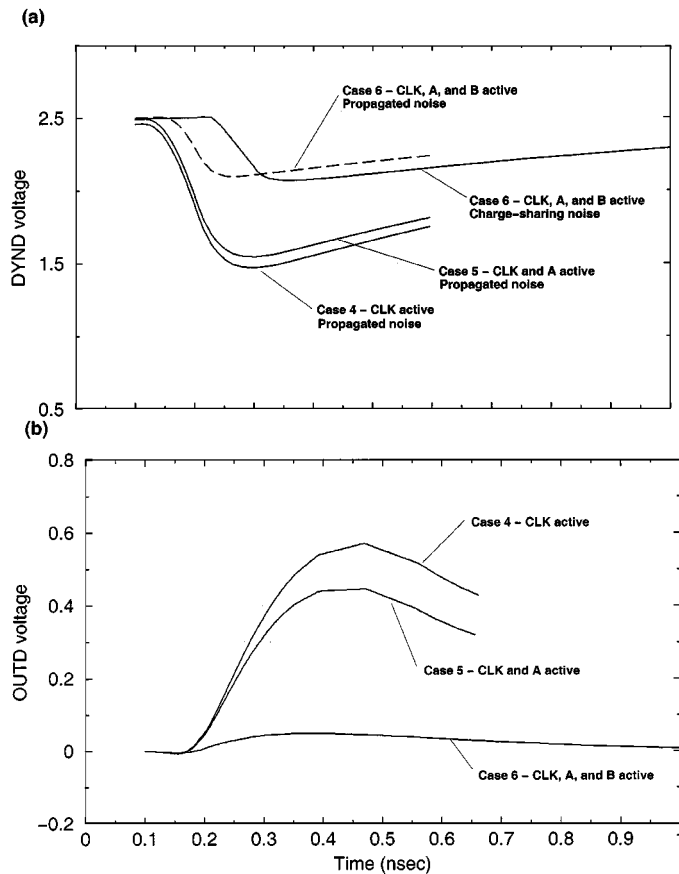 (a)
Case 6 – CLK, A, and B active
Propagated noise
2.5
Case 6 – CLK, A, and B active
Charge–sharing noise
DYND voltage
1.5
Case 5 – CLK and A active
Propagated noise
Case 4 – CLK active
Propagated noise
0.5
(b)
0.8
Case 4 – CLK active
0.6
0.4
OUTD voltage
Case 5 – CLK and A active
0.2
0
Case 6 – CLK, A, and B active
−0.2
0 0.1 0.2 0.3 0.4 0.5 0.6 0.7 0.8 0.9
Time (nsec)